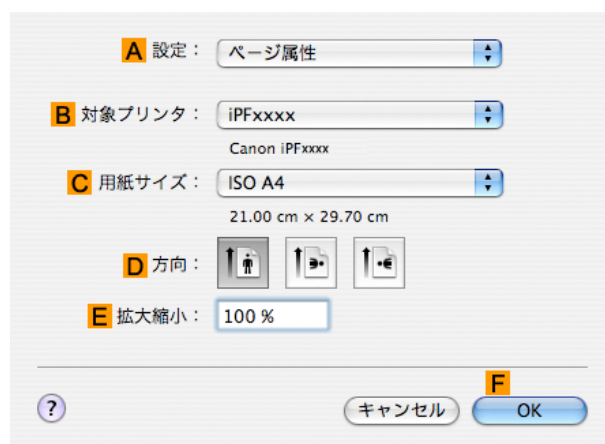 A 設定： ページ属性
B 対象プリンタ： iPFxxxx
Canon iPFxxxx
C 用紙サイズ： ISO A4
21.00 cm × 29.70 cm
D 方向：
E 拡大縮小： 100 %
F
? キャンセル OK